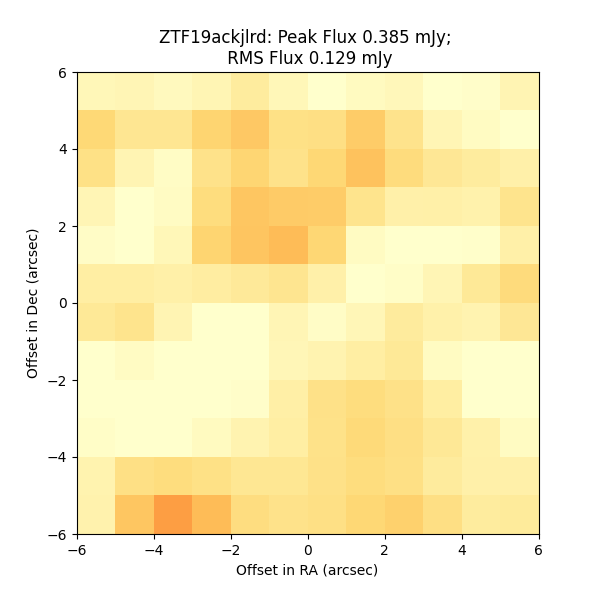 ZTF19ackjlrd: Peak Flux 0.385 mJy;
RMS Flux 0.129 mJy
6
4
2
0
−2
−4
−6
Offset in Dec (arcsec)
−6 −4 −2 0 2 4 6
Offset in RA (arcsec)